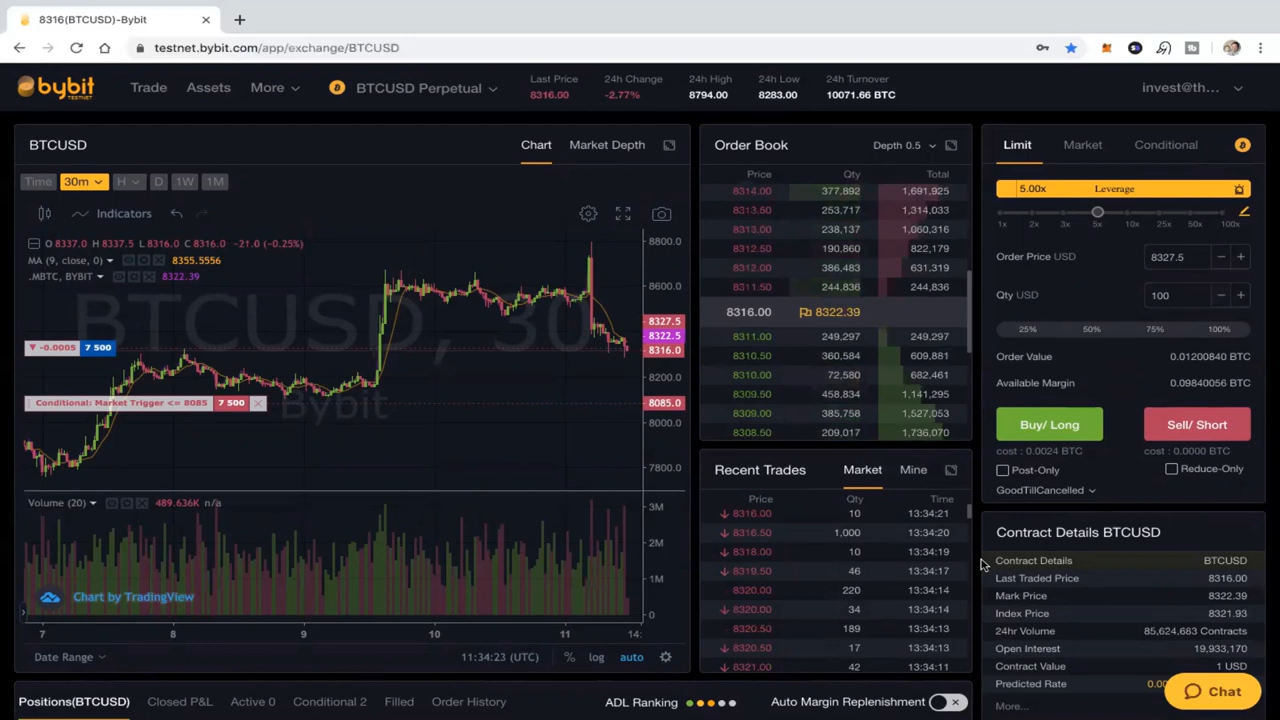 8316(BTCUSD)-Bybit
testnet.bybit.com/app/exchange/BTCUSD
bybit
TESTNET
Trade Assets More
BTCUSD Perpetual
Last Price 24h Change 24h High 24h Low 24h Turnover
8316.00 -2.77% 8794.00 8283.00 10071.66 BTC
invest@th...
BTCUSD
Chart Market Depth
Time 30m H D 1W 1M
Indicators
O 8337.0 H 8337.5 L 8316.0 C 8316.0 -21.0 (-0.25%)
MA (9, close, 0) 8355.5556
.MBTC, BYBIT 8322.39
BTCUSD, 30
Bybit
-0.0005 7 500
Conditional: Market Trigger <= 8085 7 500
8800.0
8600.0
8327.5
8322.5
8316.0
8200.0
8085.0
8000.0
7800.0
Volume (20) 489.636K n/a
3M
2M
1M
0
Chart by TradingView
7 8 9 10 11 14:
Date Range
11:34:23 (UTC) % log auto
Order Book
Depth 0.5
Price Qty Total
8314.00 377,892 1,691,925
8313.50 253,717 1,314,033
8313.00 238,137 1,060,316
8312.50 190,860 822,179
8312.00 386,483 631,319
8311.50 244,836 244,836
8316.00 8322.39
8311.00 249,297 249,297
8310.50 360,584 609,881
8310.00 72,580 682,461
8309.50 458,834 1,141,295
8309.00 385,758 1,527,053
8308.50 209,017 1,736,070
Recent Trades
Market Mine
Price Qty Time
8316.00 10 13:34:21
8316.50 1,000 13:34:20
8318.00 10 13:34:19
8319.50 46 13:34:17
8320.00 220 13:34:14
8320.00 34 13:34:14
8320.50 189 13:34:13
8320.50 17 13:34:13
8321.00 42 13:34:11
Limit Market Conditional
5.00x Leverage
1x 2x 3x 5x 10x 25x 50x 100x
Order Price USD 8327.5
Qty USD 100
25% 50% 75% 100%
Order Value 0.01200840 BTC
Available Margin 0.09840056 BTC
Buy/ Long Sell/ Short
cost : 0.0024 BTC cost : 0.0000 BTC
Post-Only Reduce-Only
GoodTillCancelled
Contract Details BTCUSD
Contract Details BTCUSD
Last Traded Price 8316.00
Mark Price 8322.39
Index Price 8321.93
24hr Volume 85,624,683 Contracts
Open Interest 19,933,170
Contract Value 1 USD
Predicted Rate
More...
Chat
Positions(BTCUSD) Closed P&L Active 0 Conditional 2 Filled Order History
ADL Ranking
Auto Margin Replenishment